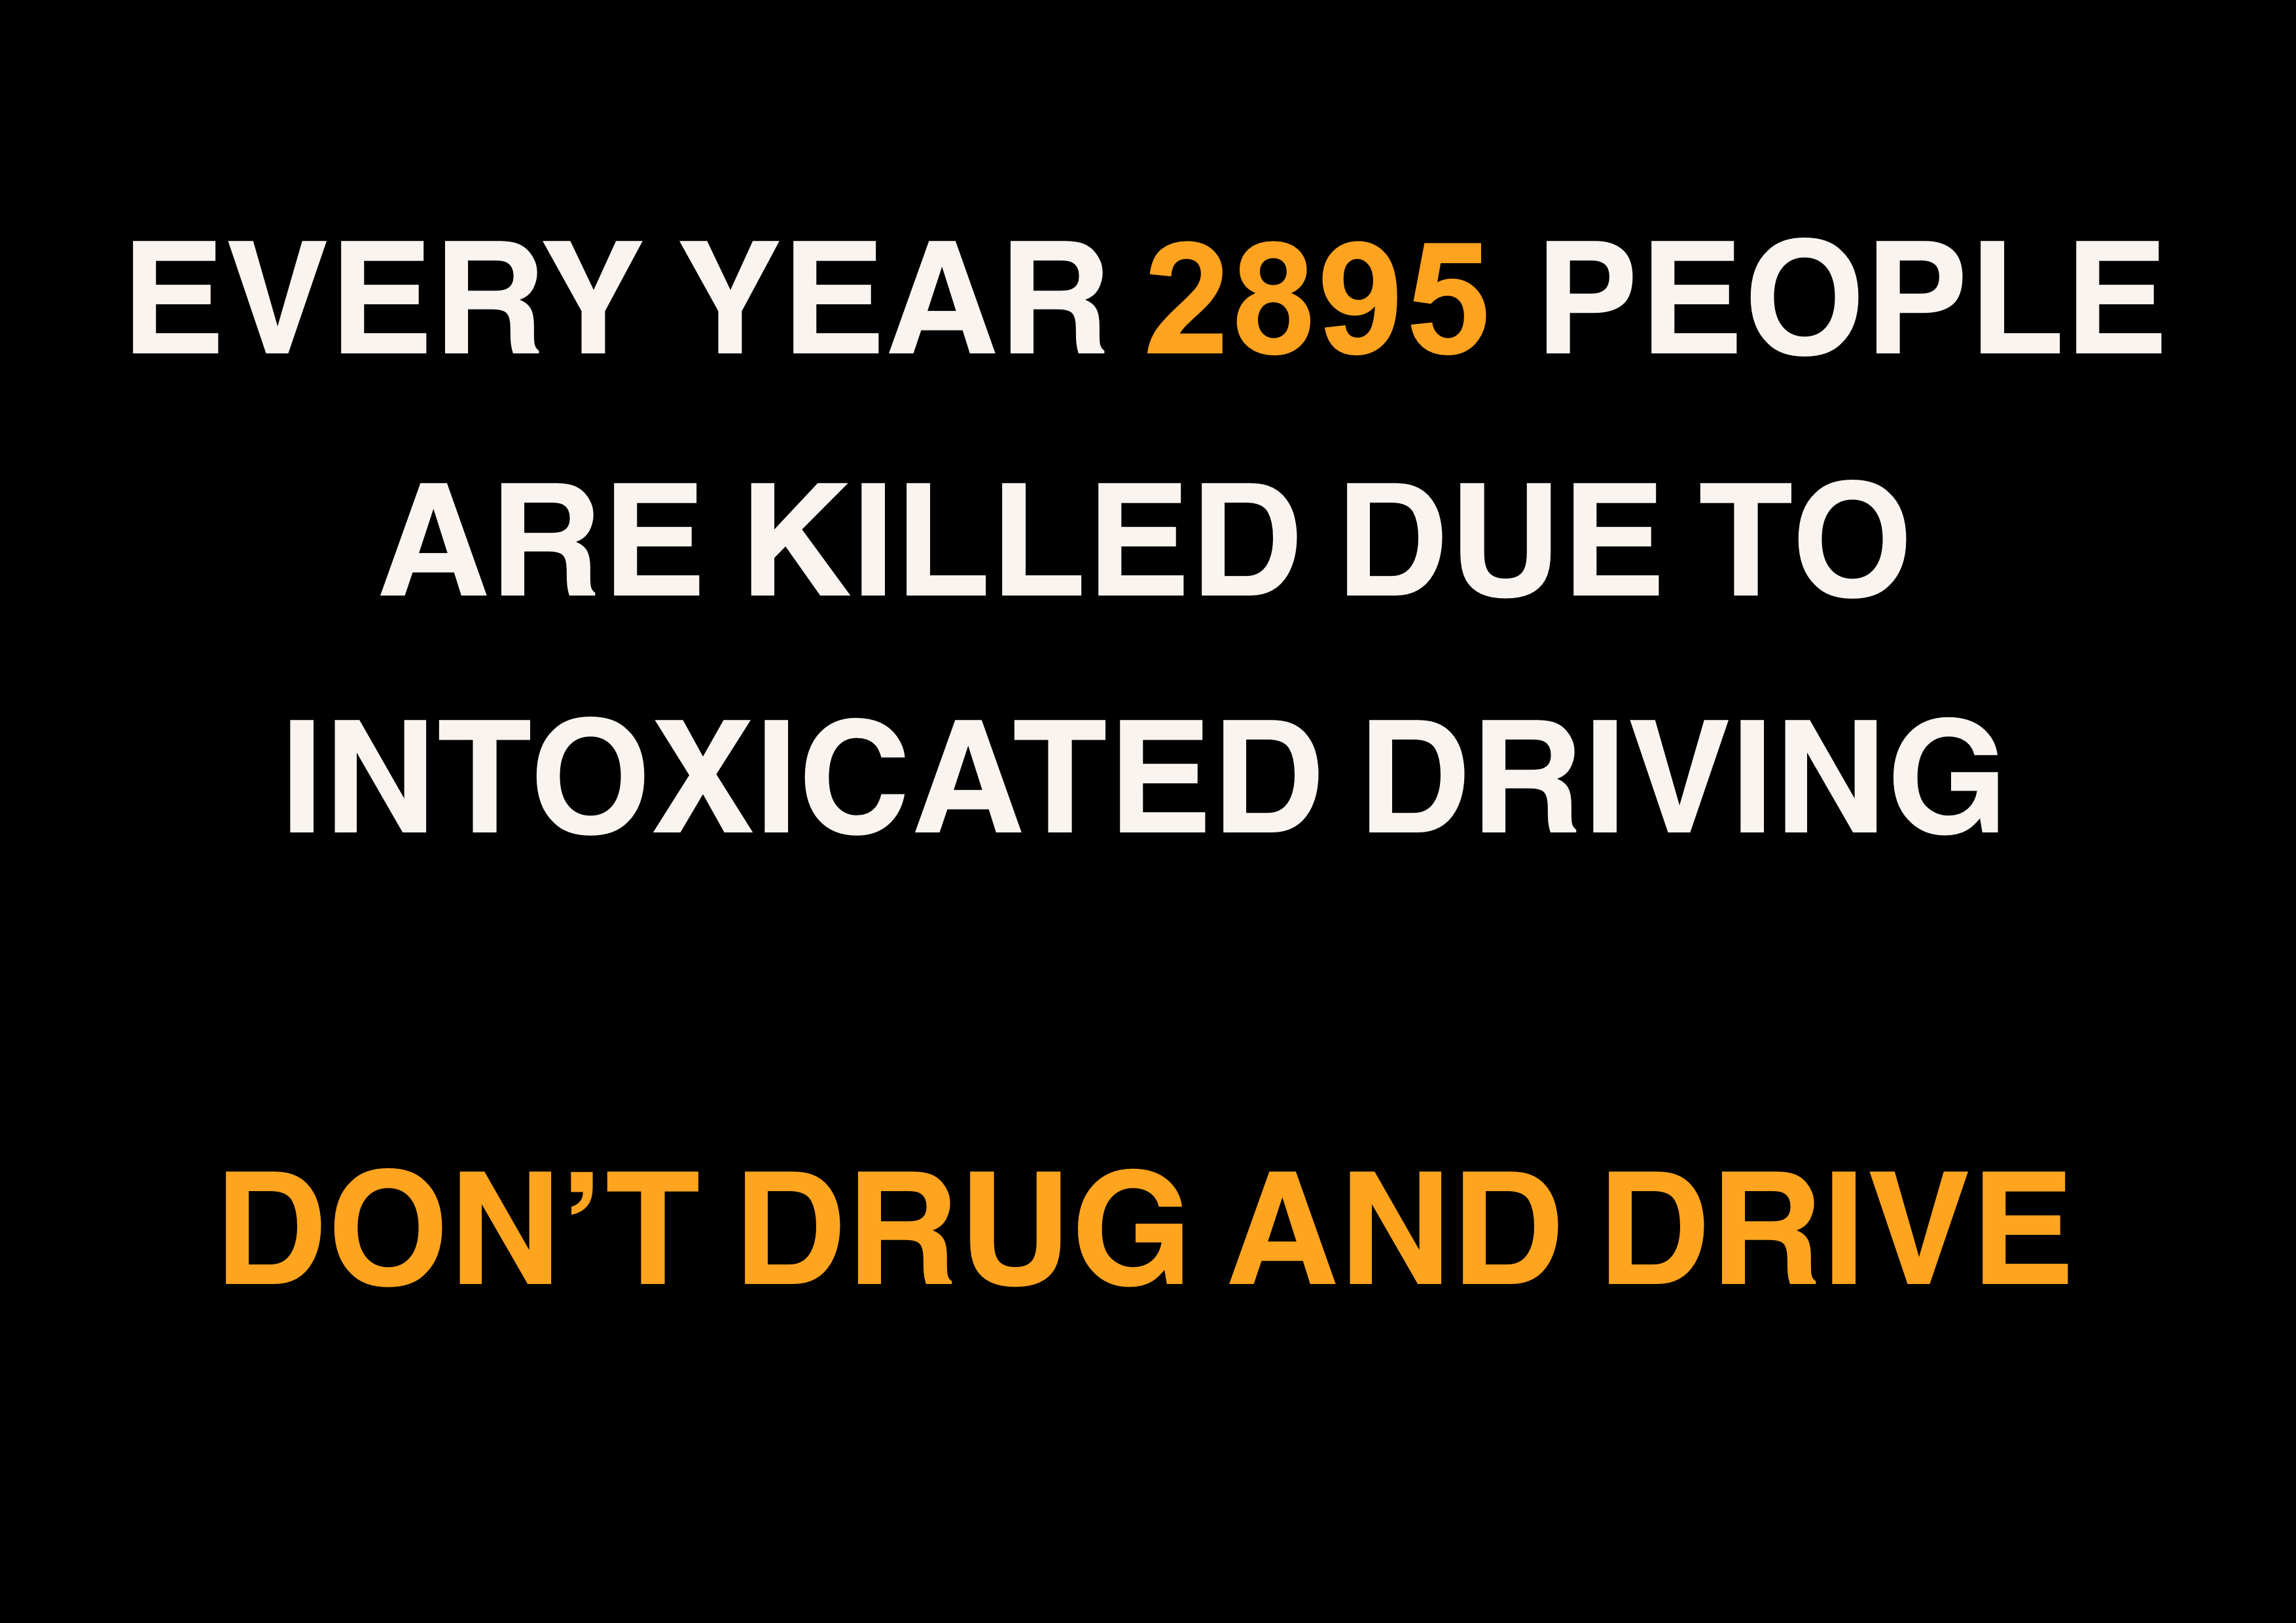 EVERY YEAR 2895 PEOPLE
ARE KILLED DUE TO
INTOXICATED DRIVING
DON’T DRUG AND DRIVE